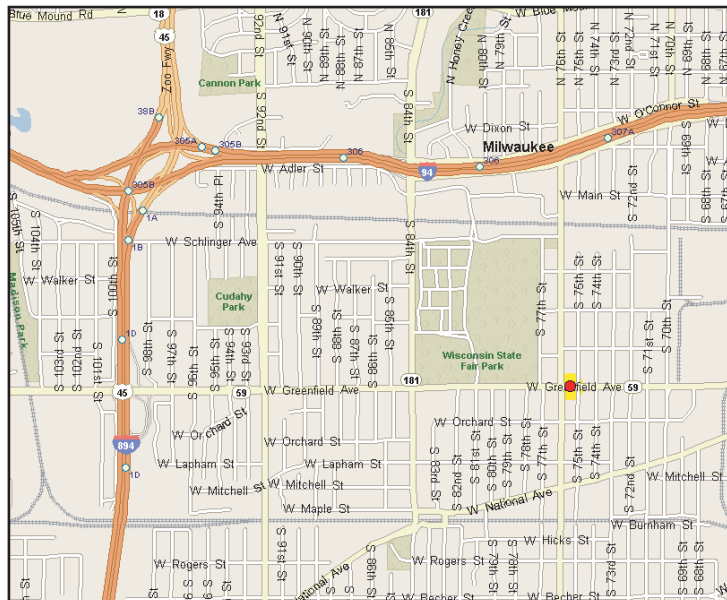 Blue Mound Rd
18
45
Zoo Fwy
92nd St
N 91st St
N 90th St
N 89th St
N 88th St
N 87th St
N 85th St
181
N Honey Cree
W Blue Mou
N 80th St
N 79th St
N 76th St
N 75th St
N 74th St
N 73rd St
N 72nd St
N 71st St
N 70th St
N 69th St
N 68th St
N 67th
Cannon Park
S 92nd St
S 84th St
38B
305A
305B
306
W Dixon St
Milwaukee
W O'Connor St
307A
306
94
W Adler St
305B
S 94th Pl
1A
1B
W Main St
S 72nd St
S 69th St
S 68th St
S 67th
S 105th St
S 104th St
W Schlinger Ave
S 84th St
S 100th St
W Walker St
Madison Park
Cudahy Park
S 91st St
S 90th St
W Walker St
S 89th St
S 88th St
S 87th St
S 86th St
S 85th St
S 77th St
S 75th St
S 74th St
S 71st St
S 70th St
1D
S 103rd St
S 102nd St
S 101st St
S 98th St
S 97th St
S 96th St
S 95th St
S 94th St
S 93rd St
Wisconsin State
Fair Park
45
59
W Greenfield Ave
181
W Greenfield Ave
59
W Orchard St
W Orchard St
W Orchard St
894
W Lapham St
W Lapham St
1D
W Mitchell St
W Mitchell St
W Maple St
S 83rd St
S 82nd St
S 81st St
S 80th St
S 79th St
S 78th St
S 77th St
S 75th St
S 74th St
S 72nd St
W Mitchell St
W National Ave
W Burnham St
W Hicks St
W Rogers St
S 91st St
National Ave
S 86th St
W Rogers St
S 79th St
S 78th St
S 73rd St
S 69th St
S 68th St
W Becher St
W Becher St